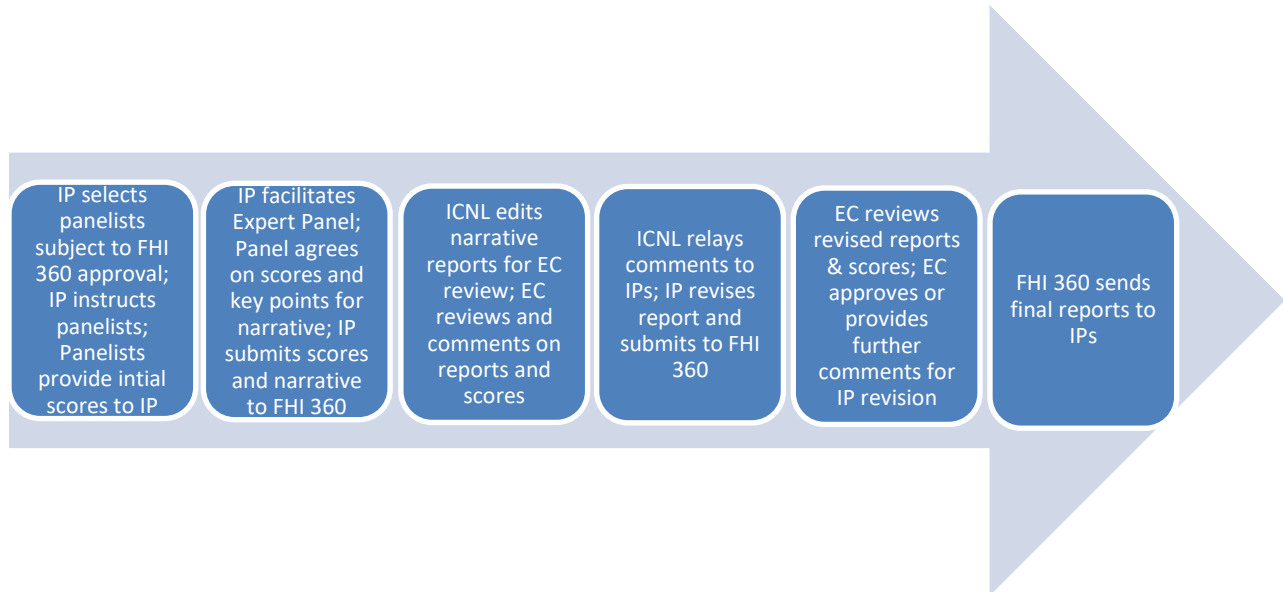 IP selects
panelists
subject to FHI
360 approval;
IP instructs
panelists;
Panelists
provide intial
scores to IP
IP facilitates
Expert Panel;
Panel agrees
on scores and
key points for
narrative; IP
submits scores
and narrative
to FHI 360
ICNL edits
narrative
reports for EC
review; EC
reviews and
comments on
reports and
scores
ICNL relays
comments to
IPs; IP revises
report and
submits to FHI
360
EC reviews
revised reports
& scores; EC
approves or
provides
further
comments for
IP revision
FHI 360 sends
final reports to
IPs